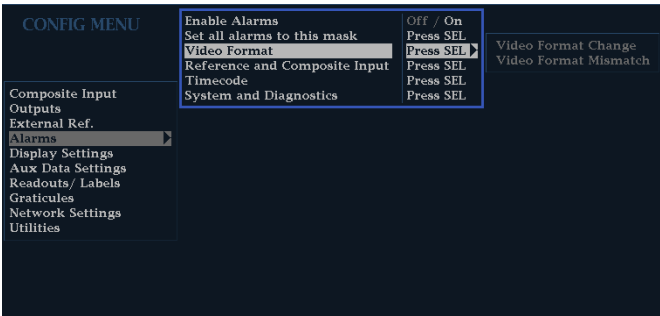 CONFIG MENU
Composite Input
Outputs
External Ref.
Alarms
Display Settings
Aux Data Settings
Readouts/ Labels
Graticules
Network Settings
Utilities
Enable Alarms Off / On
Set all alarms to this mask Press SEL
Video Format Press SEL
Reference and Composite Input Press SEL
Timecode Press SEL
System and Diagnostics Press SEL
Video Format Change
Video Format Mismatch